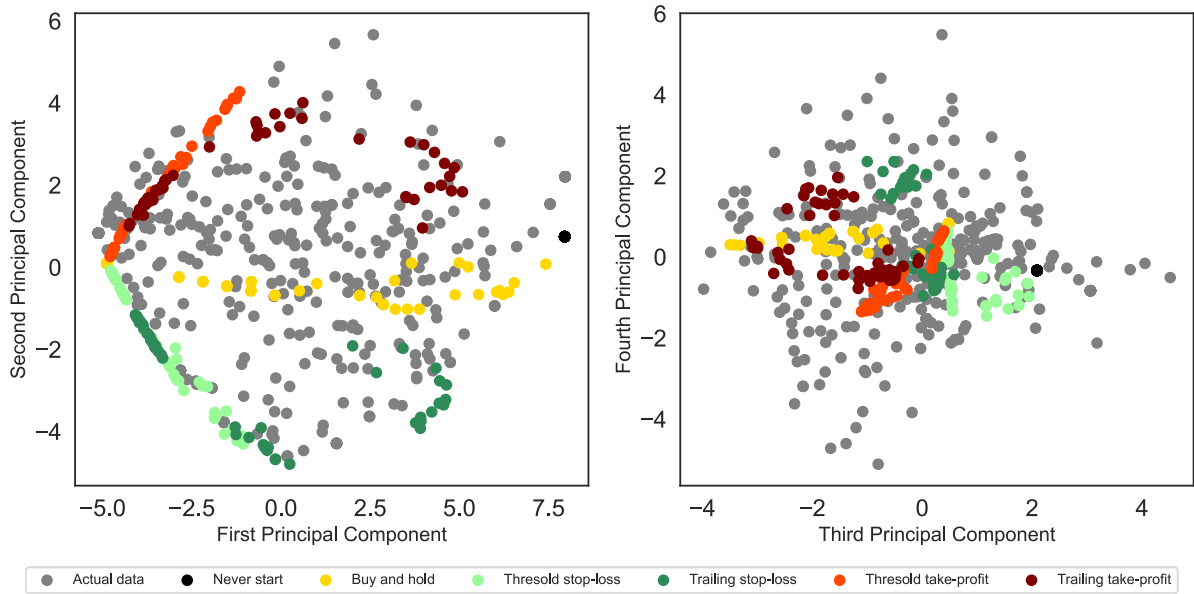 6
4
2
0
−2
−4
−5.0 −2.5 0.0 2.5 5.0 7.5
First Principal Component
Second Principal Component
6
4
2
0
−2
−4
−4 −2 0 2 4
Third Principal Component
Fourth Principal Component
Actual data Never start Buy and hold Thresold stop-loss Trailing stop-loss Thresold take-profit Trailing take-profit